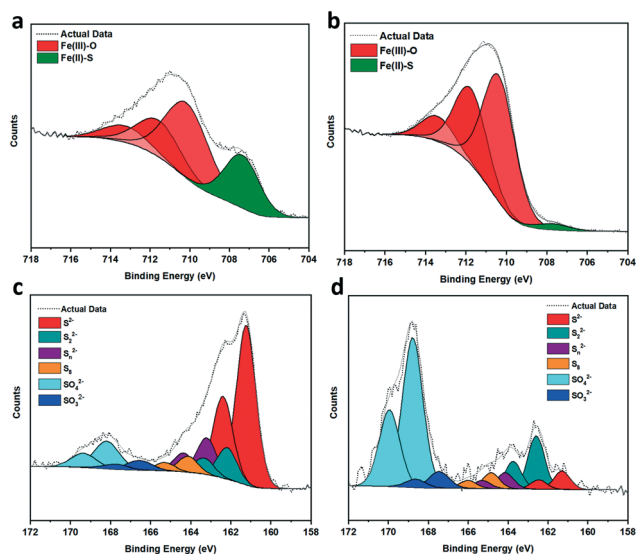 a
Actual Data
Fe(III)-O
Fe(II)-S
Counts
718 716 714 712 710 708 706 704
Binding Energy (eV)
b
Actual Data
Fe(III)-O
Fe(II)-S
Counts
718 716 714 712 710 708 706 704
Binding Energy (eV)
c
Actual Data
S²⁻
S₂²⁻
Sₙ²⁻
S₈
SO₄²⁻
SO₃²⁻
Counts
172 170 168 166 164 162 160 158
Binding Energy (eV)
d
Actual Data
S²⁻
S₂²⁻
Sₙ²⁻
S₈
SO₄²⁻
SO₃²⁻
Counts
172 170 168 166 164 162 160 158
Binding Energy (eV)